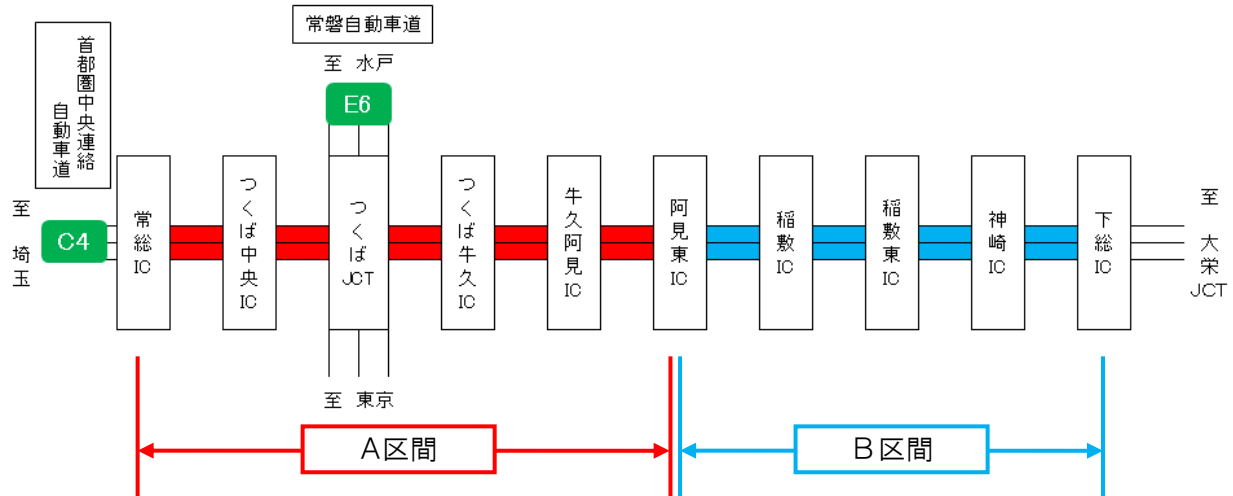 首都圏中央連絡
自動車道
常磐自動車道
至 水戸
E6
至 埼玉
C4
常総IC
つくば中央IC
つくばJCT
つくば牛久IC
牛久阿見IC
阿見東IC
稲敷IC
稲敷東IC
神崎IC
下総IC
至 大栄JCT
至 東京
A区間
B区間